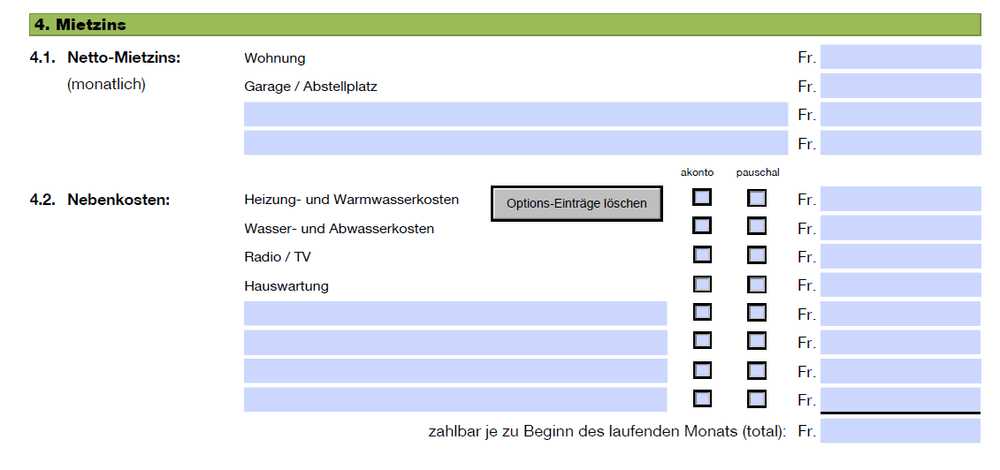 4. Mietzins
4.1. Netto-Mietzins: Wohnung Fr.
(monatlich) Garage / Abstellplatz Fr.
Fr.
Fr.
akonto pauschal
4.2. Nebenkosten: Heizung- und Warmwasserkosten Options-Einträge löschen Fr.
Wasser- und Abwasserkosten Fr.
Radio / TV Fr.
Hauswartung Fr.
Fr.
Fr.
Fr.
Fr.
zahlbar je zu Beginn des laufenden Monats (total): Fr.